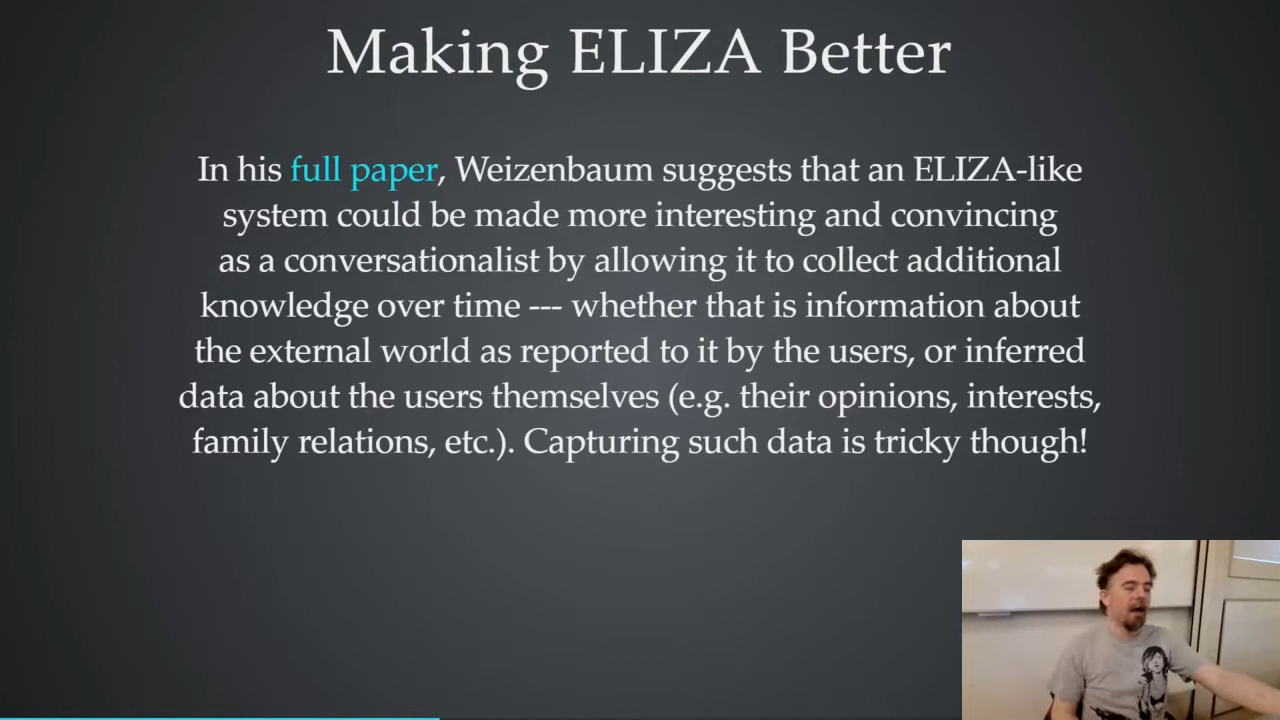 Making ELIZA Better
In his full paper, Weizenbaum suggests that an ELIZA-like
system could be made more interesting and convincing
as a conversationalist by allowing it to collect additional
knowledge over time --- whether that is information about
the external world as reported to it by the users, or inferred
data about the users themselves (e.g. their opinions, interests,
family relations, etc.). Capturing such data is tricky though!